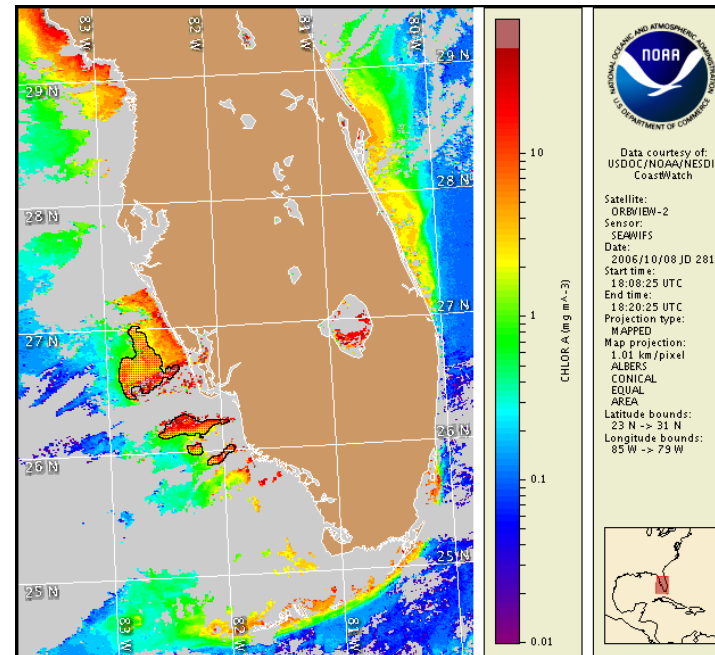 83 W
82 W
81 W
80 W
29 N
29 N
28 N
28 N
27 N
27 N
26 N
26 N
25 N
25 N
83 W
82 W
81 W
10
1
0.1
0.01
CHLOR A (mg m^-3)
NATIONAL OCEANIC AND ATMOSPHERIC ADMINISTRATION
NOAA
U.S. DEPARTMENT OF COMMERCE
Data courtesy of:
USDOC/NOAA/NESDI
CoastWatch
Satellite:
ORBVIEW-2
Sensor:
SEAWIFS
Date:
2006/10/08 JD 281
Start time:
18:08:25 UTC
End time:
18:20:25 UTC
Projection type:
MAPPED
Map projection:
1.01 km/pixel
ALBERS
CONICAL
EQUAL
AREA
Latitude bounds:
23 N -> 31 N
Longitude bounds:
85 W -> 79 W